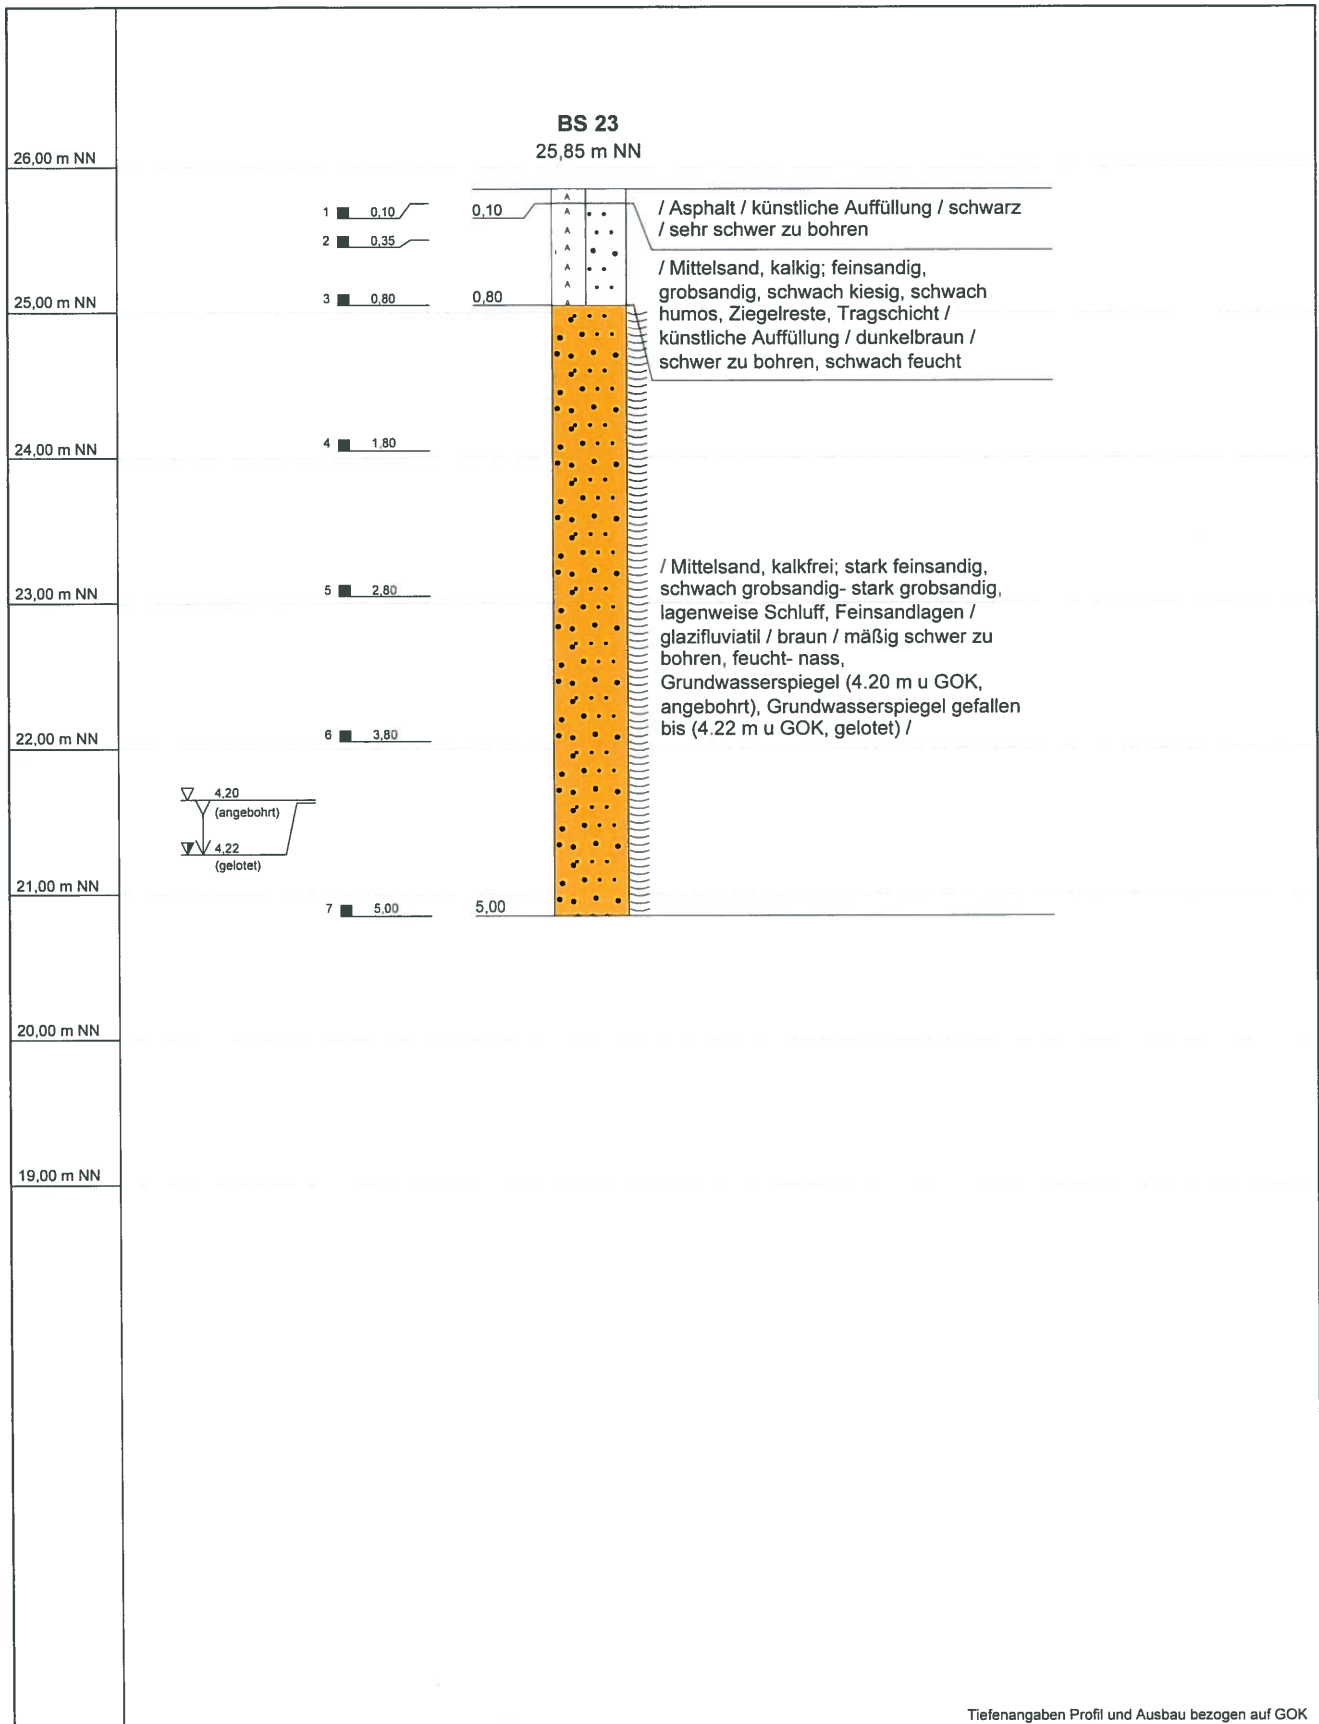 BS 23
25,85 m NN
26,00 m NN
1 0,10
0,10
/ Asphalt / künstliche Auffüllung / schwarz
/ sehr schwer zu bohren
2 0,35
/ Mittelsand, kalkig; feinsandig,
grobsandig, schwach kiesig, schwach
humos, Ziegelreste, Tragschicht /
künstliche Auffüllung / dunkelbraun /
schwer zu bohren, schwach feucht
25,00 m NN
3 0,80
0,80
A
A
A
A
A
A
A
24,00 m NN
4 1,80
23,00 m NN
5 2,80
/ Mittelsand, kalkfrei; stark feinsandig,
schwach grobsandig- stark grobsandig,
lagenweise Schluff, Feinsandlagen /
glazifluviatil / braun / mäßig schwer zu
bohren, feucht- nass,
Grundwasserspiegel (4.20 m u GOK,
angebohrt), Grundwasserspiegel gefallen
bis (4.22 m u GOK, gelotet) /
22,00 m NN
6 3,80
4,20
(angebohrt)
4,22
(gelotet)
21,00 m NN
7 5,00
5,00
20,00 m NN
19,00 m NN
Tiefenangaben Profil und Ausbau bezogen auf GOK